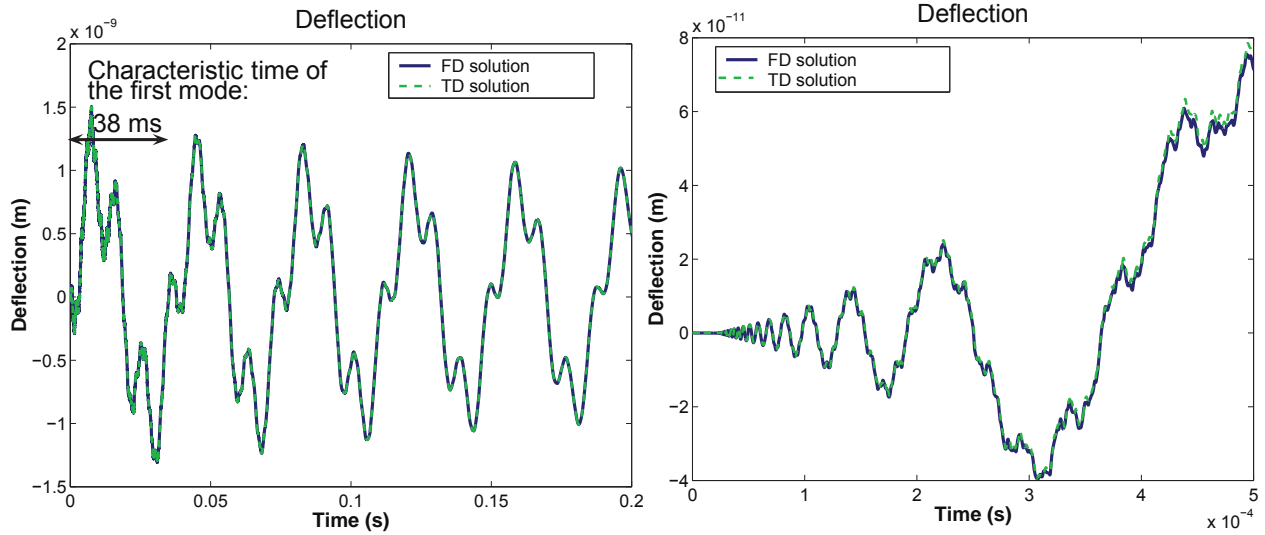 Deflection
x 10−9
2
1.5
1
0.5
0
−0.5
−1
−1.5
0
0.05
0.1
0.15
0.2
Deflection (m)
Time (s)
FD solution
TD solution
Characteristic time of
the first mode:
38 ms
Deflection
x 10−11
8
6
4
2
0
−2
−4
0
1
2
3
4
5
x 10−4
Deflection (m)
Time (s)
FD solution
TD solution